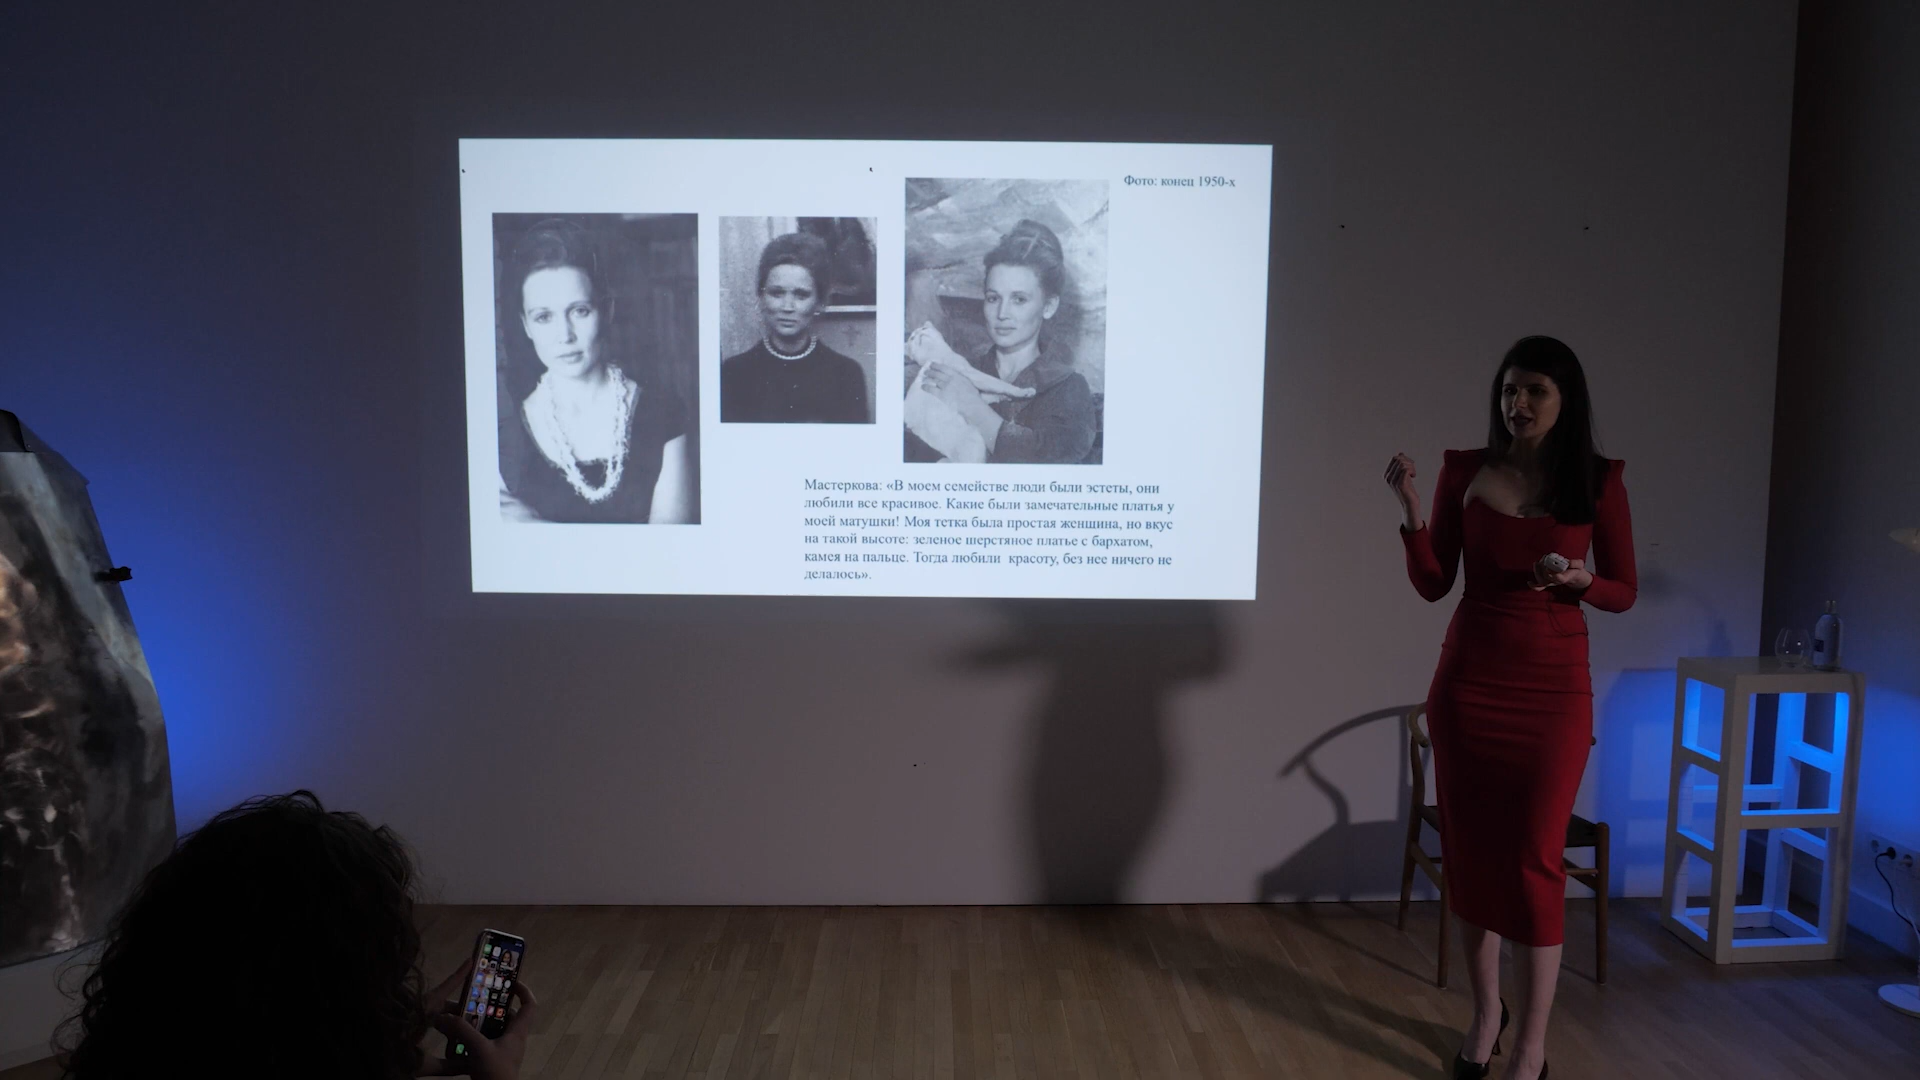 Фото: конец 1950-х
Мастеркова: «В моем семействе люди были эстеты, они
любили все красивое. Какие были замечательные платья у
моей матушки! Моя тетка была простая женщина, но вкус
на такой высоте: зеленое шерстяное платье с бархатом,
камея на пальце. Тогда любили красоту, без нее ничего не
делалось».